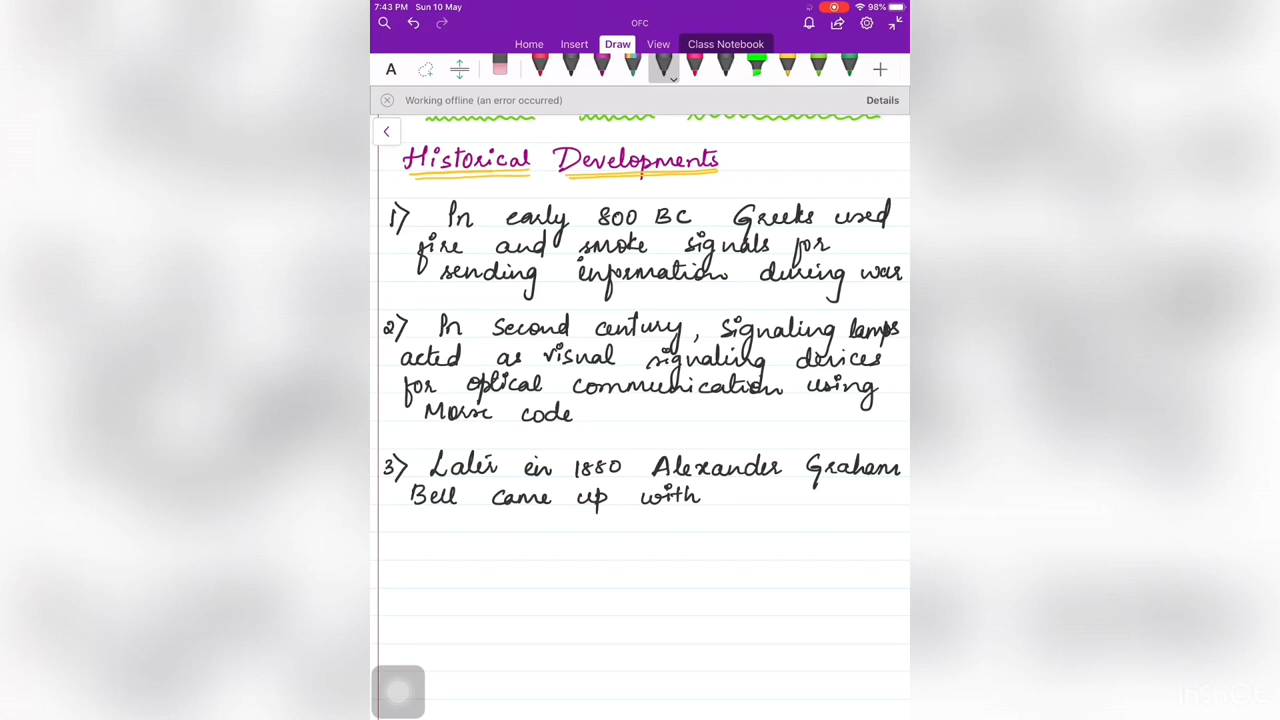 7:43 PM Sun 10 May
98%
OFC
Home Insert Draw View Class Notebook
A
Working offline (an error occurred)
Details
Historical Developments
1) In early 800 BC Greeks used
fire and smoke signals for
sending information during war
2) In second century, signaling lamps
acted as visual signaling devices
for optical communication using
Morse code
3) Later in 1880 Alexander Graham
Bell came up with
InShOt